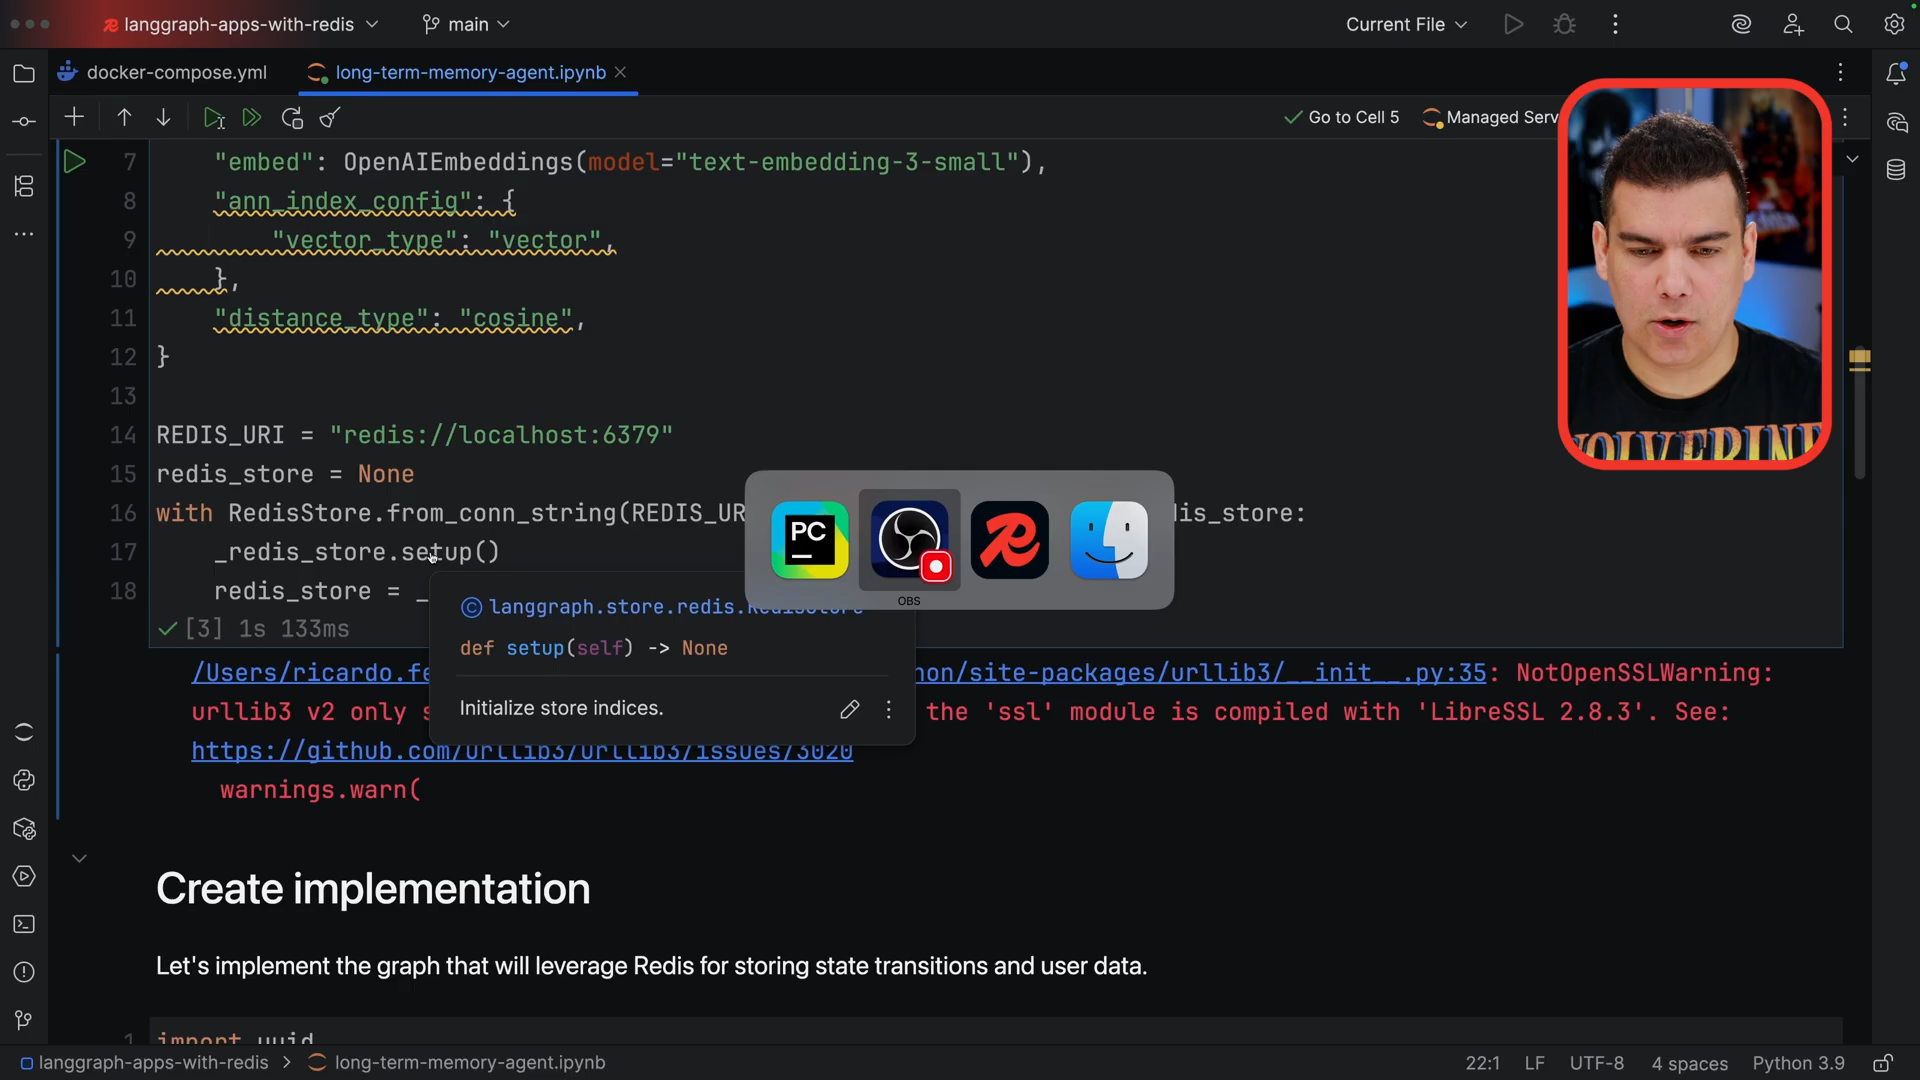 langgraph-apps-with-redis
main
Current File
docker-compose.yml
long-term-memory-agent.ipynb
Go to Cell 5
Managed Serv
7 "embed": OpenAIEmbeddings(model="text-embedding-3-small"),
8 "ann_index_config": {
9 "vector_type": "vector",
10 },
11 "distance_type": "cosine",
12 }
13
14 REDIS_URI = "redis://localhost:6379"
15 redis_store = None
16 with RedisStore.from_conn_string(REDIS_UR is_store:
17 _redis_store.setup()
18 redis_store = _
[3] 1s 133ms
PC
OBS
langgraph.store.redis.RedisStore
def setup(self) -> None
Initialize store indices.
/Users/ricardo.fe hon/site-packages/urllib3/__init__.py:35: NotOpenSSLWarning:
urllib3 v2 only s the 'ssl' module is compiled with 'LibreSSL 2.8.3'. See:
https://github.com/urllib3/urllib3/issues/3020
warnings.warn(
Create implementation
Let's implement the graph that will leverage Redis for storing state transitions and user data.
1 import uuid
langgraph-apps-with-redis
long-term-memory-agent.ipynb
22:1
LF
UTF-8
4 spaces
Python 3.9
WOLVERINE